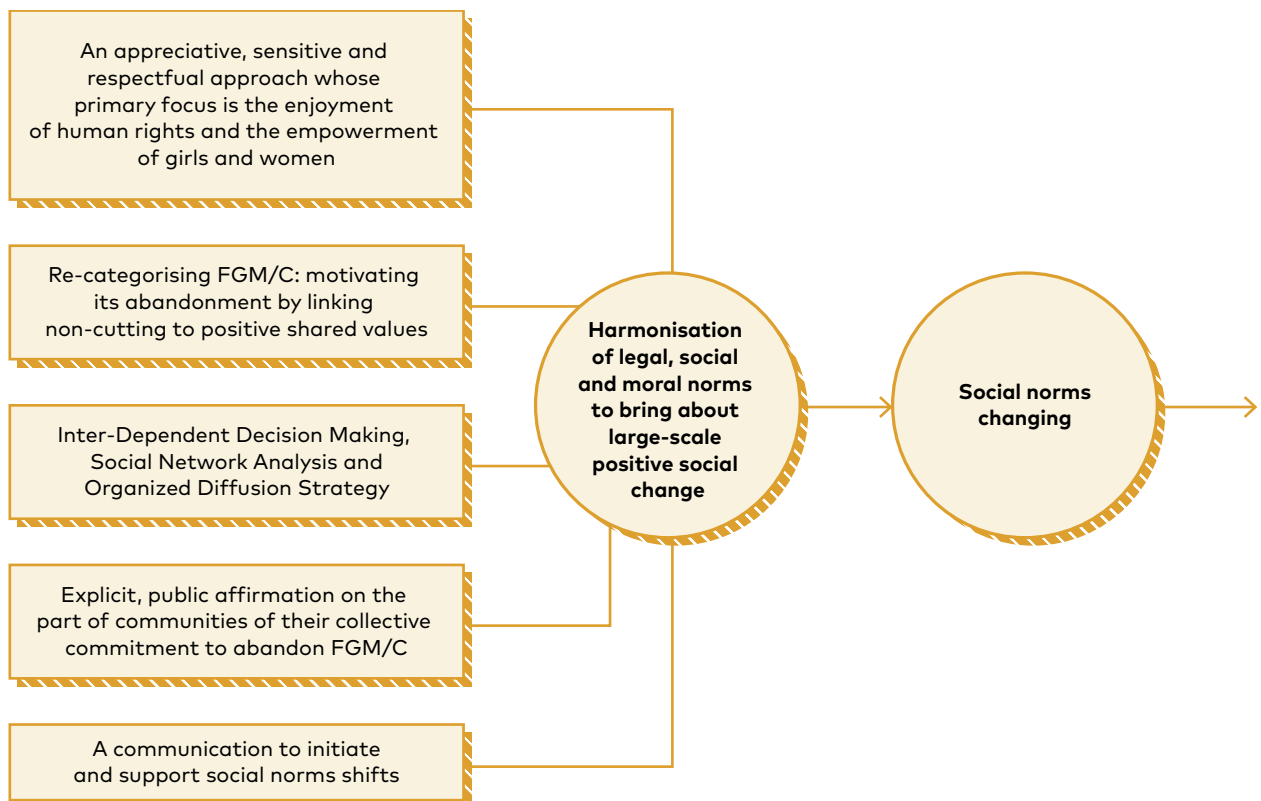 An appreciative, sensitive and
respectfual approach whose
primary focus is the enjoyment
of human rights and the empowerment
of girls and women
Re-categorising FGM/C: motivating
its abandonment by linking
non-cutting to positive shared values
Inter-Dependent Decision Making,
Social Network Analysis and
Organized Diffusion Strategy
Explicit, public affirmation on the
part of communities of their collective
commitment to abandon FGM/C
A communication to initiate
and support social norms shifts
Harmonisation
of legal, social
and moral norms
to bring about
large-scale
positive social
change
Social norms
changing